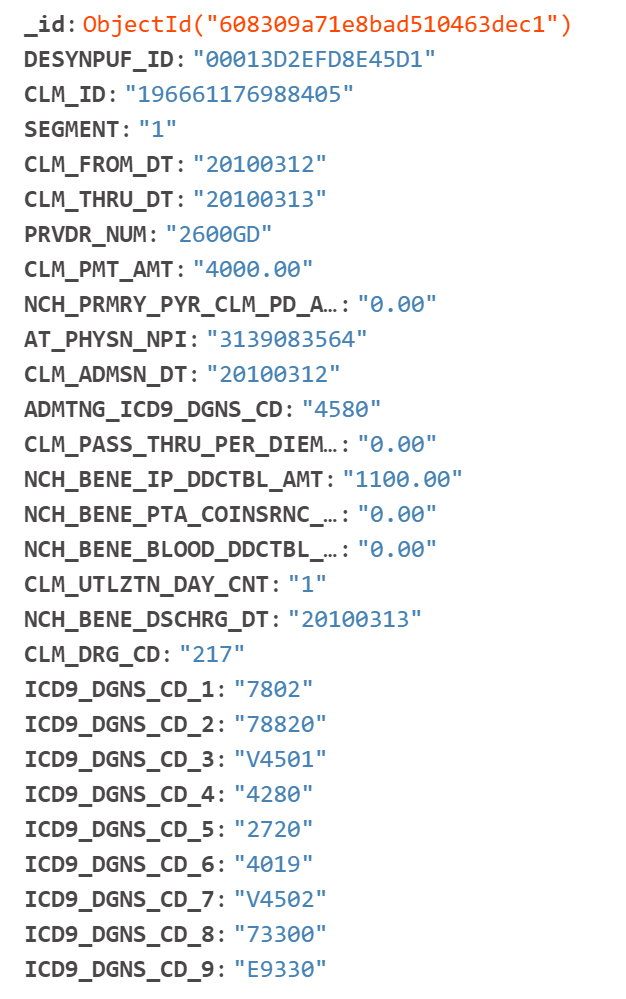 _id: ObjectId("608309a71e8bad510463dec1")
DESYNPUF_ID: "00013D2EFD8E45D1"
CLM_ID: "196661176988405"
SEGMENT: "1"
CLM_FROM_DT: "20100312"
CLM_THRU_DT: "20100313"
PRVDR_NUM: "2600GD"
CLM_PMT_AMT: "4000.00"
NCH_PRMRY_PYR_CLM_PD_A…: "0.00"
AT_PHYSN_NPI: "3139083564"
CLM_ADMSN_DT: "20100312"
ADMTNG_ICD9_DGNS_CD: "4580"
CLM_PASS_THRU_PER_DIEM…: "0.00"
NCH_BENE_IP_DDCTBL_AMT: "1100.00"
NCH_BENE_PTA_COINSRNC_…: "0.00"
NCH_BENE_BLOOD_DDCTBL_…: "0.00"
CLM_UTLZTN_DAY_CNT: "1"
NCH_BENE_DSCHRG_DT: "20100313"
CLM_DRG_CD: "217"
ICD9_DGNS_CD_1: "7802"
ICD9_DGNS_CD_2: "78820"
ICD9_DGNS_CD_3: "V4501"
ICD9_DGNS_CD_4: "4280"
ICD9_DGNS_CD_5: "2720"
ICD9_DGNS_CD_6: "4019"
ICD9_DGNS_CD_7: "V4502"
ICD9_DGNS_CD_8: "73300"
ICD9_DGNS_CD_9: "E9330"